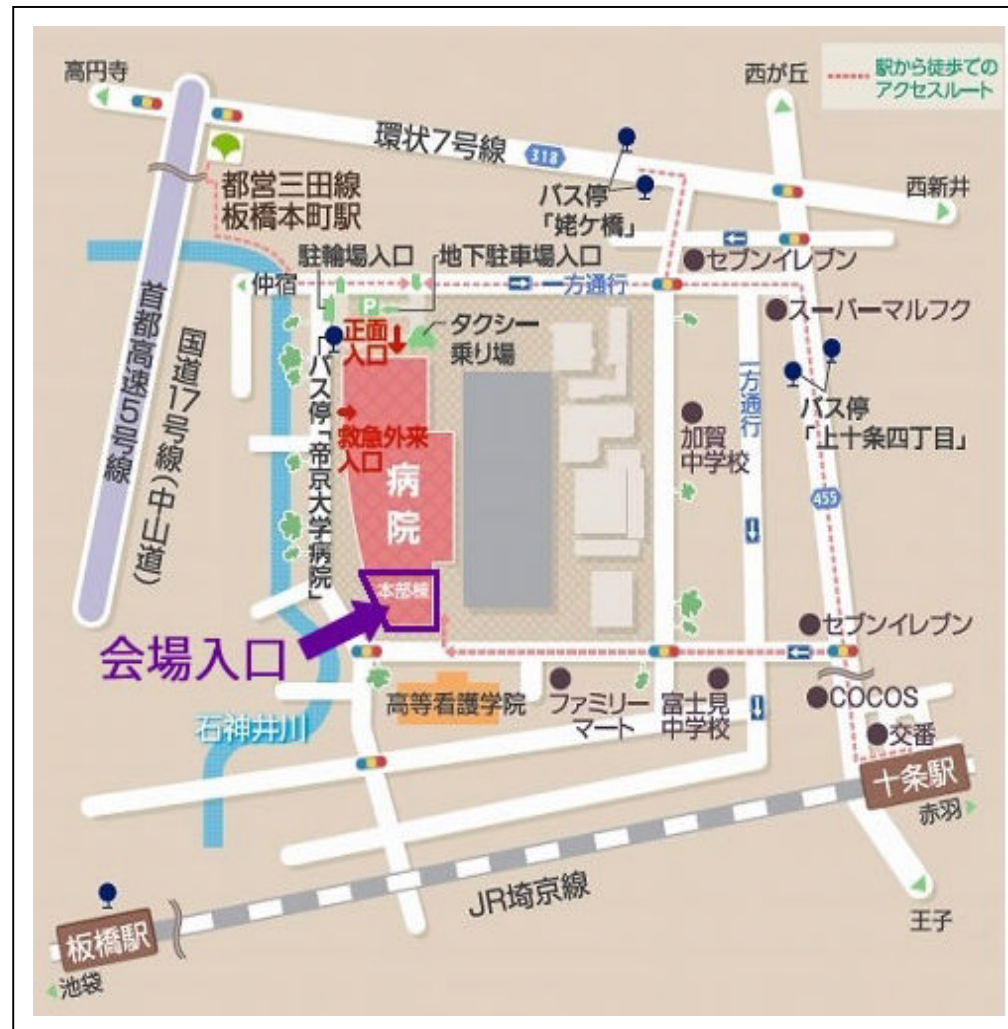 高円寺
西が丘
駅から徒歩での
アクセスルート
環状7号線
318
バス停
「姥ケ橋」
西新井
都営三田線
板橋本町駅
駐輪場入口
地下駐車場入口
セブンイレブン
仲宿
一方通行
P
スーパーマルフク
正面
入口
タクシー
乗り場
首都高速5号線
国道17号線(中山道)
バス停「帝京大学病院」
救急外来
入口
一方通行
バス停
「上十条四丁目」
加賀
中学校
病院
455
本部棟
会場入口
セブンイレブン
石神井川
高等看護学院
ファミリー
マート
富士見
中学校
COCOS
交番
十条駅
赤羽
JR埼京線
王子
板橋駅
池袋